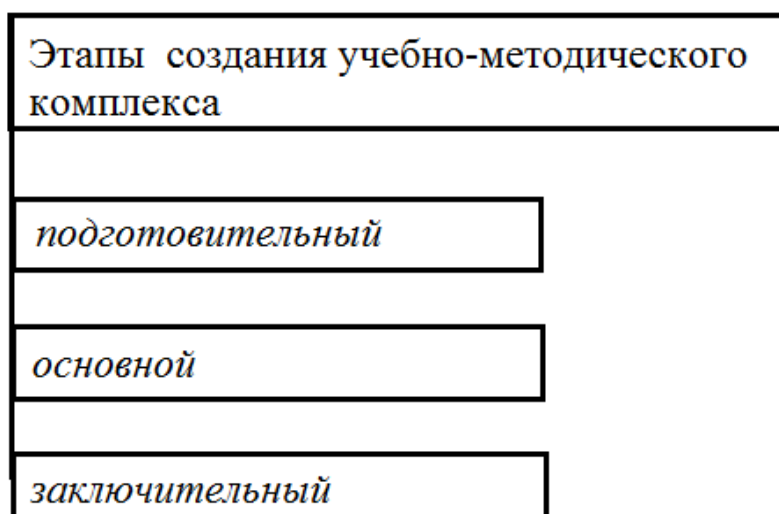 Этапы создания учебно-методического
комплекса
подготовительный
основной
заключительный